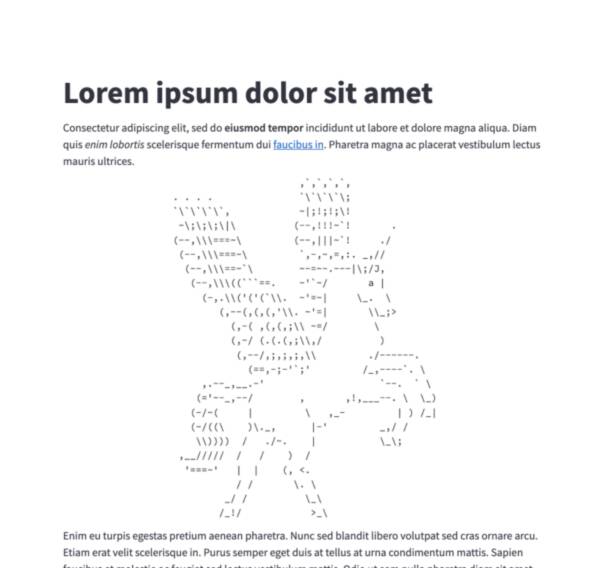 Lorem ipsum dolor sit amet
Consectetur adipiscing elit, sed do eiusmod tempor incididunt ut labore et dolore magna aliqua. Diam
quis enim lobortis scelerisque fermentum dui faucibus in. Pharetra magna ac placerat vestibulum lectus
mauris ultrices.
Enim eu turpis egestas pretium aenean pharetra. Nunc sed blandit libero volutpat sed cras ornare arcu.
Etiam erat velit scelerisque in. Purus semper eget duis at tellus at urna condimentum mattis. Sapien